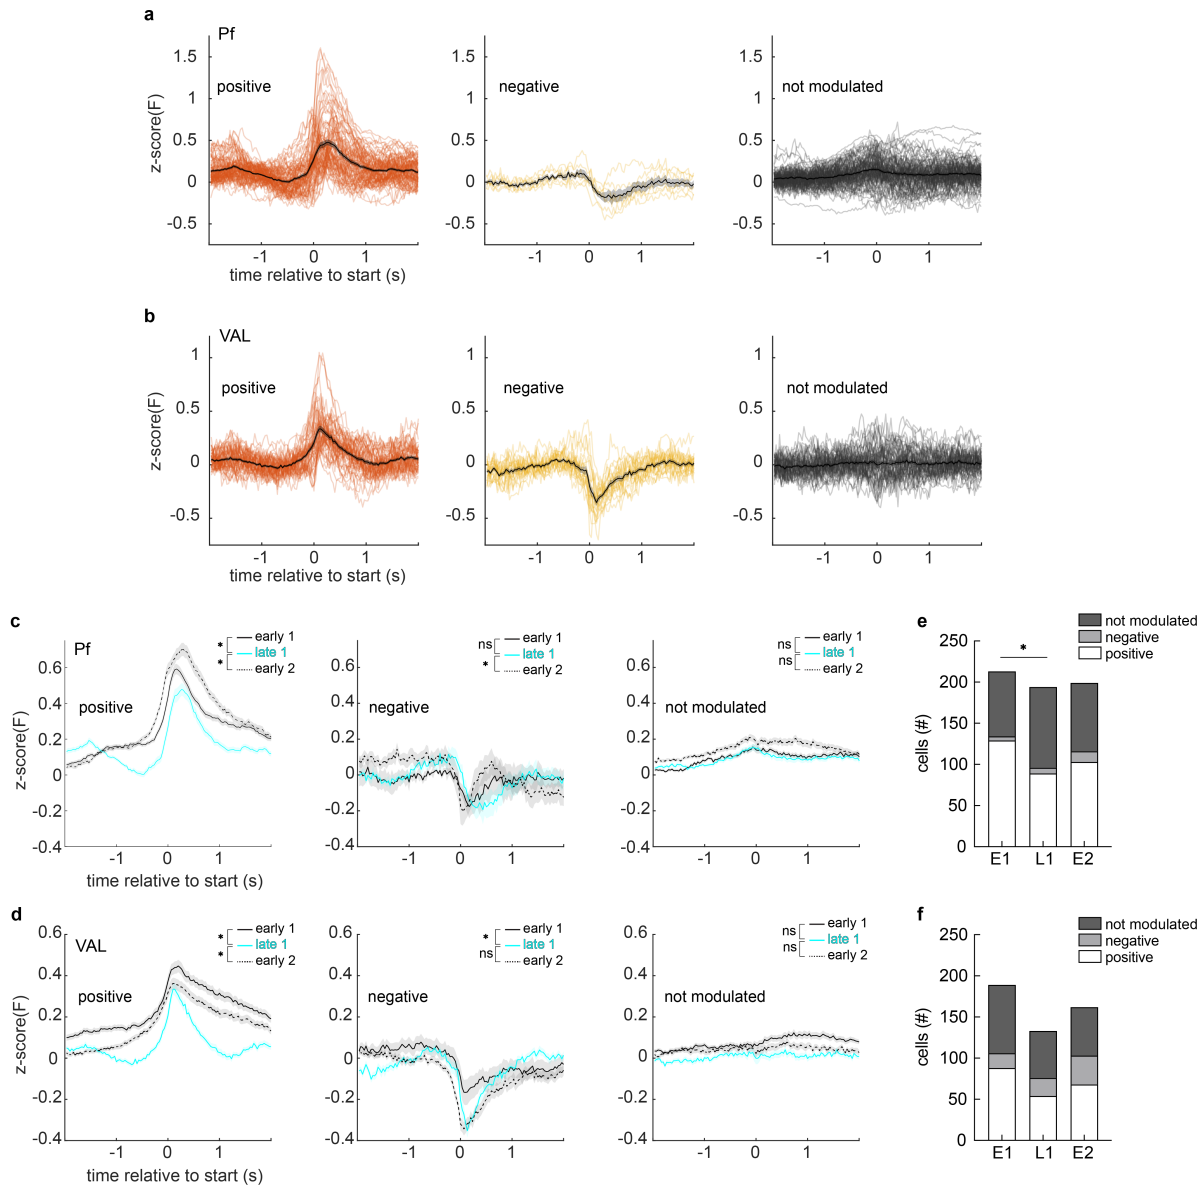 a
Pf
positive
negative
not modulated
z-score(F)
1.5
1
0.5
0
-0.5
1.5
1
0.5
0
-0.5
1.5
1
0.5
0
-0.5
-1 0 1
-1 0 1
-1 0 1
time relative to start (s)
b
VAL
positive
negative
not modulated
z-score(F)
1
0.5
0
-0.5
1
0.5
0
-0.5
1
0.5
0
-0.5
-1 0 1
-1 0 1
-1 0 1
time relative to start (s)
c
Pf
positive
z-score(F)
0.6
0.4
0.2
0
-0.2
-0.4
-1 0 1
time relative to start (s)
* early 1
* late 1
early 2
negative
0.6
0.4
0.2
0
-0.2
-0.4
-1 0 1
ns early 1
* late 1
early 2
not modulated
0.6
0.4
0.2
0
-0.2
-0.4
-1 0 1
ns early 1
ns late 1
early 2
e
not modulated
negative
positive
*
cells (#)
250
200
150
100
50
0
E1 L1 E2
d
VAL
positive
z-score(F)
0.6
0.4
0.2
0
-0.2
-0.4
-1 0 1
time relative to start (s)
* early 1
* late 1
early 2
negative
0.6
0.4
0.2
0
-0.2
-0.4
-1 0 1
* early 1
ns late 1
early 2
not modulated
0.6
0.4
0.2
0
-0.2
-0.4
-1 0 1
ns early 1
ns late 1
early 2
f
not modulated
negative
positive
cells (#)
250
200
150
100
50
0
E1 L1 E2